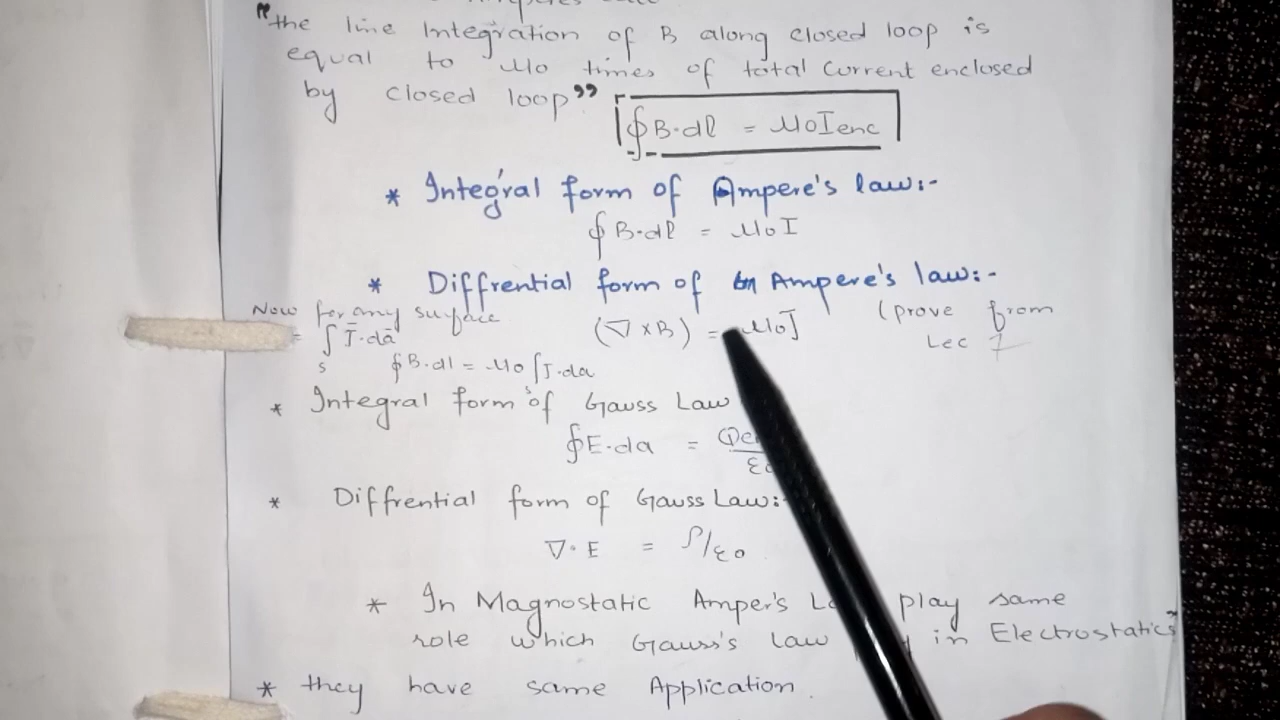 "the line Integration of B along closed loop is
equal to μo times of total current enclosed
by closed loop"
∮B·dl = μoIenc
* Integral form of Ampere's law:-
∮B·dl = μoI
* Diffrential form of Ampere's law:-
Now for any surface
(∇×B) = μoJ (prove from
Lec 7
= ∫s J̄·dā
∮B·dl = μo∫s J·da
* Integral form of Gauss Law
∮E·da =
* Diffrential form of Gauss Law:-
∇·E = ρ/εo
* In Magnostatic Amper's play same
role which Gauss's law in Electrostatics
* they have same Application.